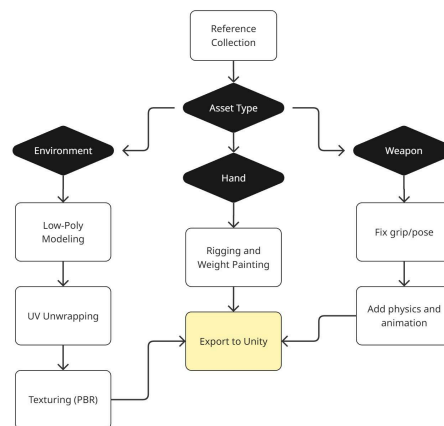 Reference
Collection
Asset Type
Environment
Hand
Weapon
Low-Poly
Modeling
Rigging and
Weight Painting
Fix grip/pose
UV Unwrapping
Export to Unity
Add physics and
animation
Texturing (PBR)